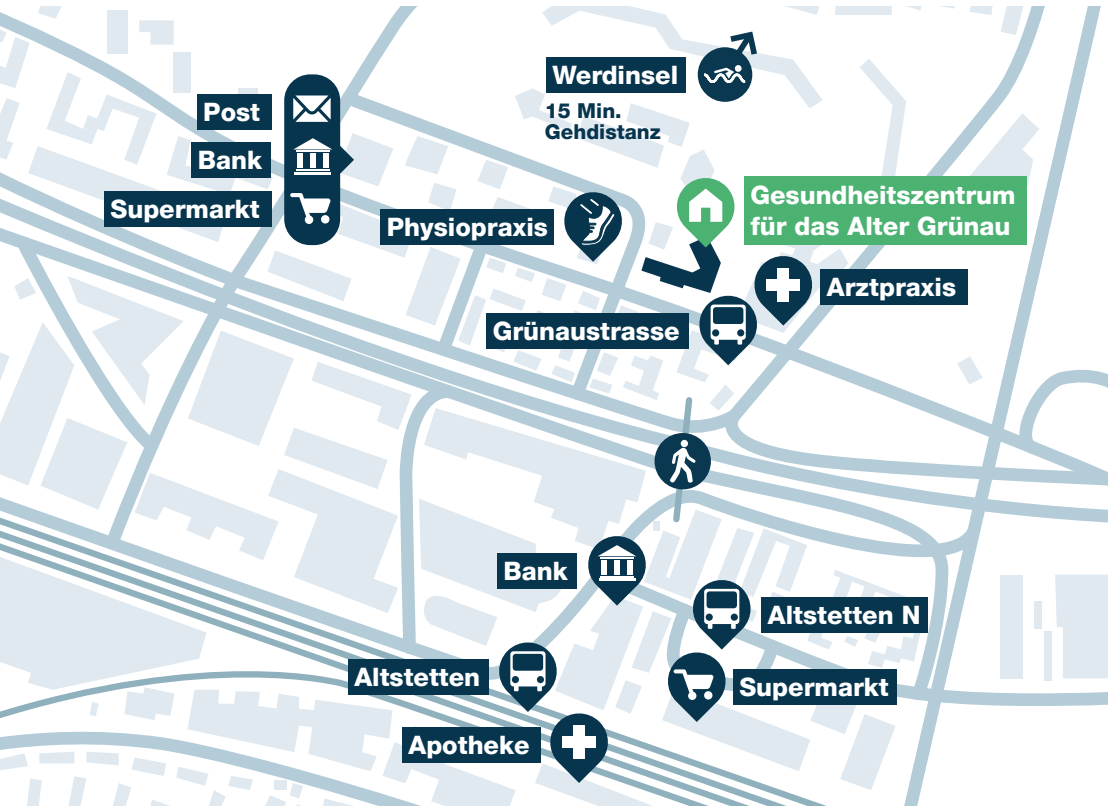 Werdinsel
15 Min.
Gehdistanz
Post
Bank
Supermarkt
Physiopraxis
Gesundheitszentrum
für das Alter Grünau
Arztpraxis
Grünaustrasse
Bank
Altstetten N
Altstetten
Supermarkt
Apotheke